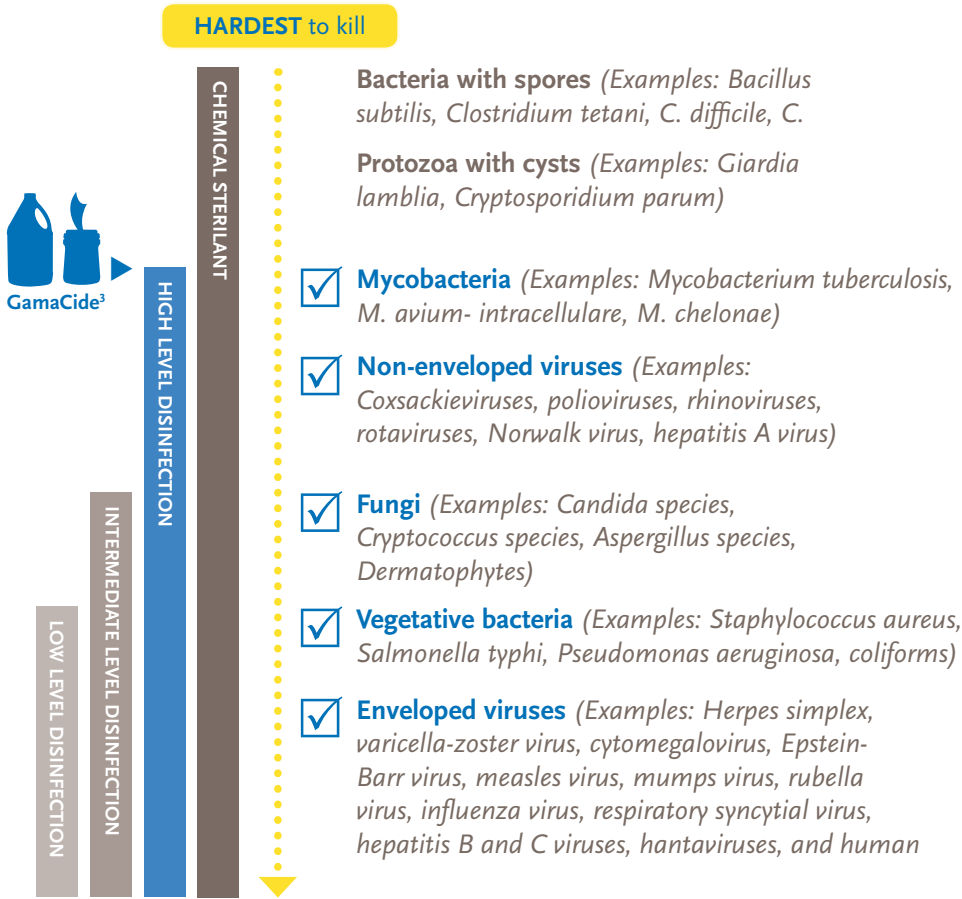 HARDEST to kill
CHEMICAL STERILANT
HIGH LEVEL DISINFECTION
INTERMEDIATE LEVEL DISINFECTION
LOW LEVEL DISINFECTION
GamaCide³
Bacteria with spores (Examples: Bacillus
subtilis, Clostridium tetani, C. difficile, C.
Protozoa with cysts (Examples: Giardia
lamblia, Cryptosporidium parum)
Mycobacteria (Examples: Mycobacterium tuberculosis,
M. avium- intracellulare, M. chelonae)
Non-enveloped viruses (Examples:
Coxsackieviruses, polioviruses, rhinoviruses,
rotaviruses, Norwalk virus, hepatitis A virus)
Fungi (Examples: Candida species,
Cryptococcus species, Aspergillus species,
Dermatophytes)
Vegetative bacteria (Examples: Staphylococcus aureus,
Salmonella typhi, Pseudomonas aeruginosa, coliforms)
Enveloped viruses (Examples: Herpes simplex,
varicella-zoster virus, cytomegalovirus, Epstein-
Barr virus, measles virus, mumps virus, rubella
virus, influenza virus, respiratory syncytial virus,
hepatitis B and C viruses, hantaviruses, and human